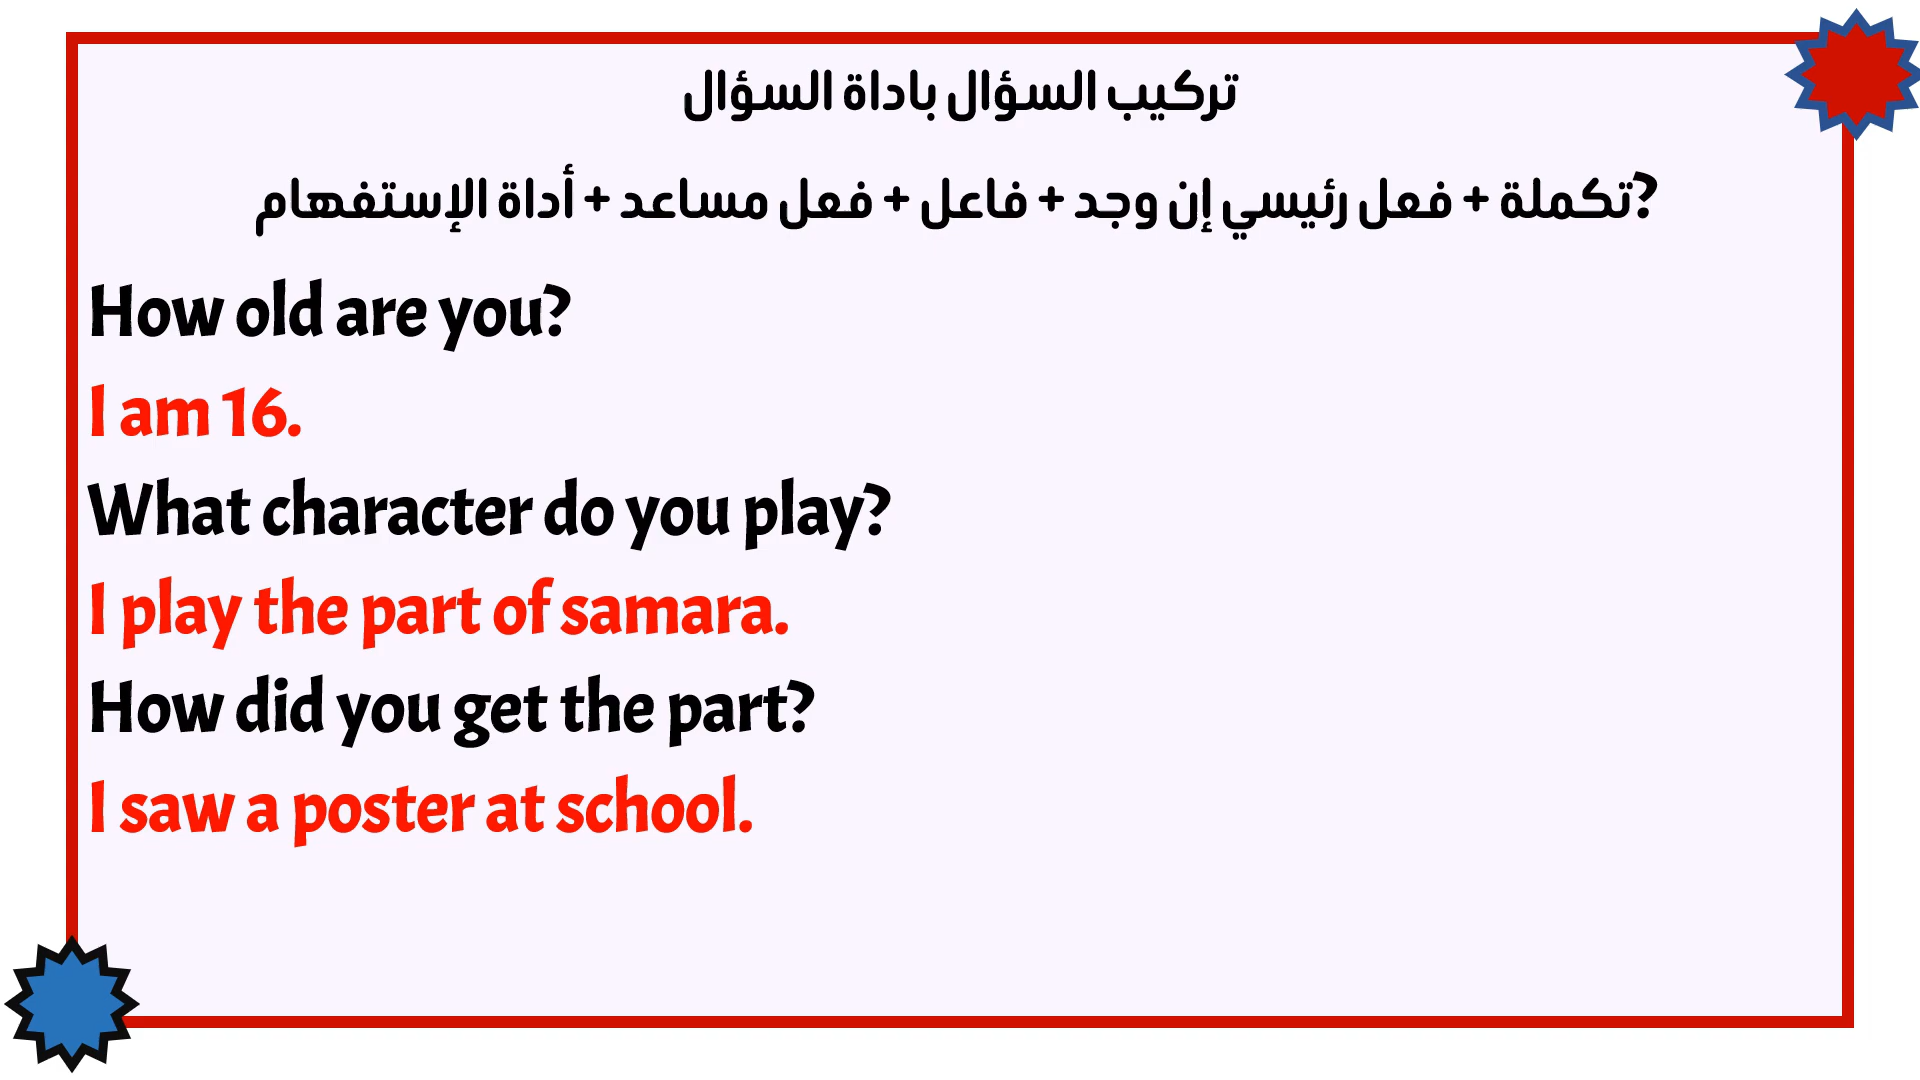 تركيب السؤال باداة السؤال
?تكملة + فعل رئيسي إن وجد + فاعل + فعل مساعد + أداة الإستفهام
How old are you?
I am 16.
What character do you play?
I play the part of samara.
How did you get the part?
I saw a poster at school.